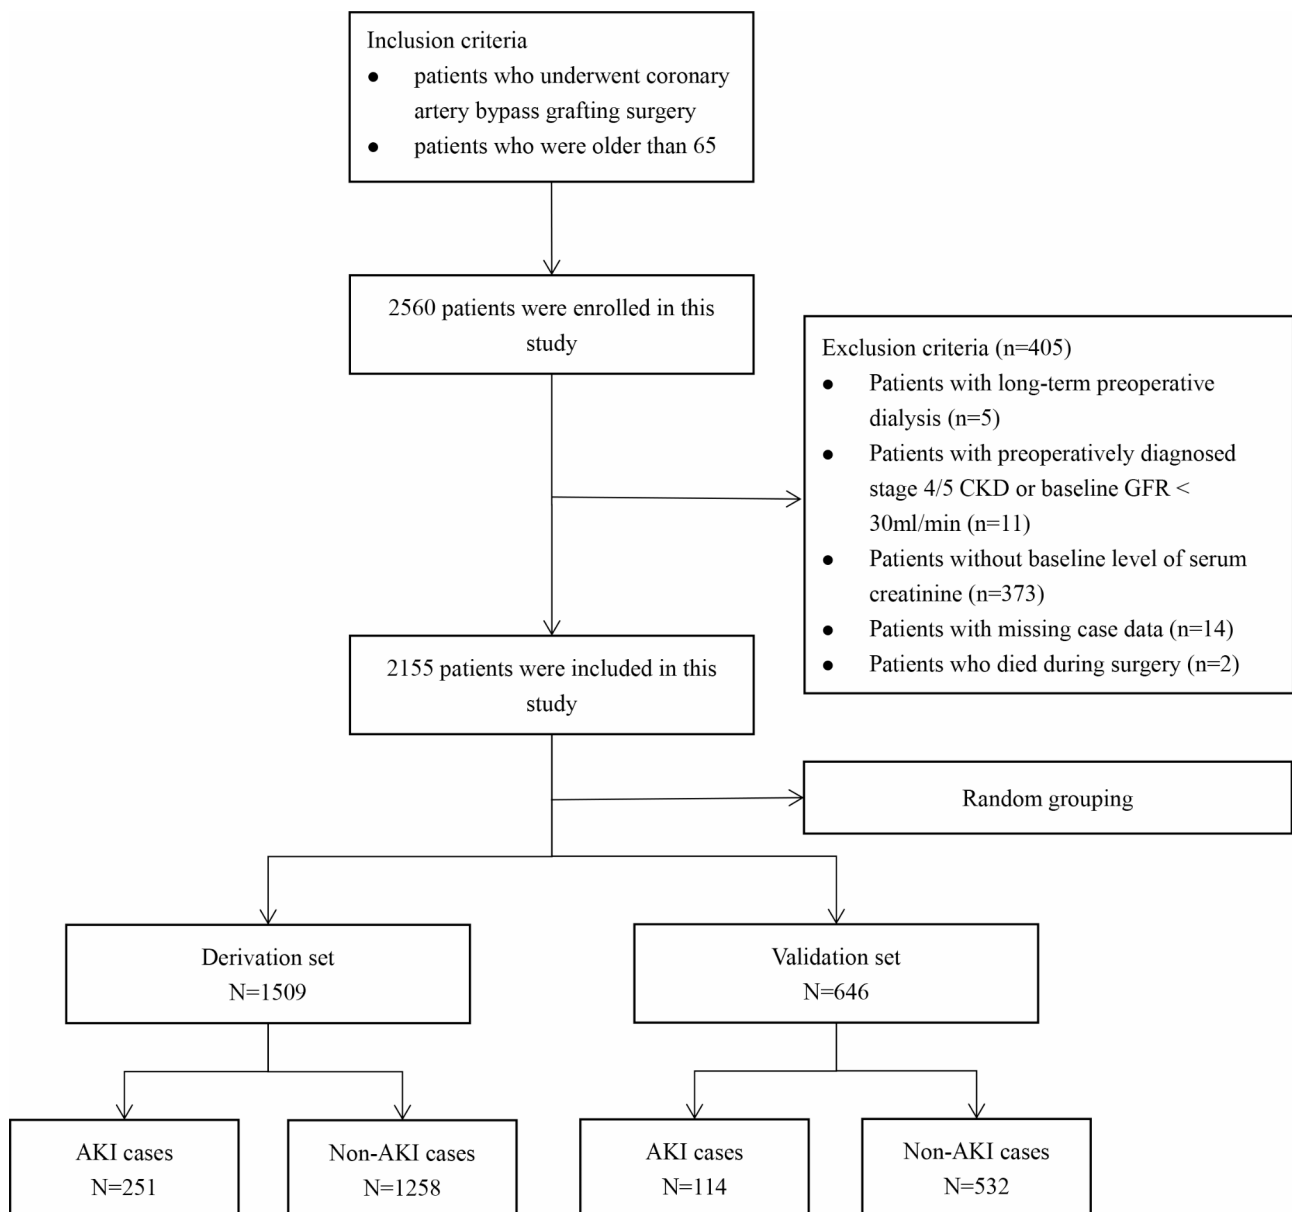 Inclusion criteria
● patients who underwent coronary
artery bypass grafting surgery
● patients who were older than 65
2560 patients were enrolled in this
study
Exclusion criteria (n=405)
● Patients with long-term preoperative
dialysis (n=5)
● Patients with preoperatively diagnosed
stage 4/5 CKD or baseline GFR <
30ml/min (n=11)
● Patients without baseline level of serum
creatinine (n=373)
● Patients with missing case data (n=14)
● Patients who died during surgery (n=2)
2155 patients were included in this
study
Random grouping
Derivation set
N=1509
Validation set
N=646
AKI cases
N=251
Non-AKI cases
N=1258
AKI cases
N=114
Non-AKI cases
N=532